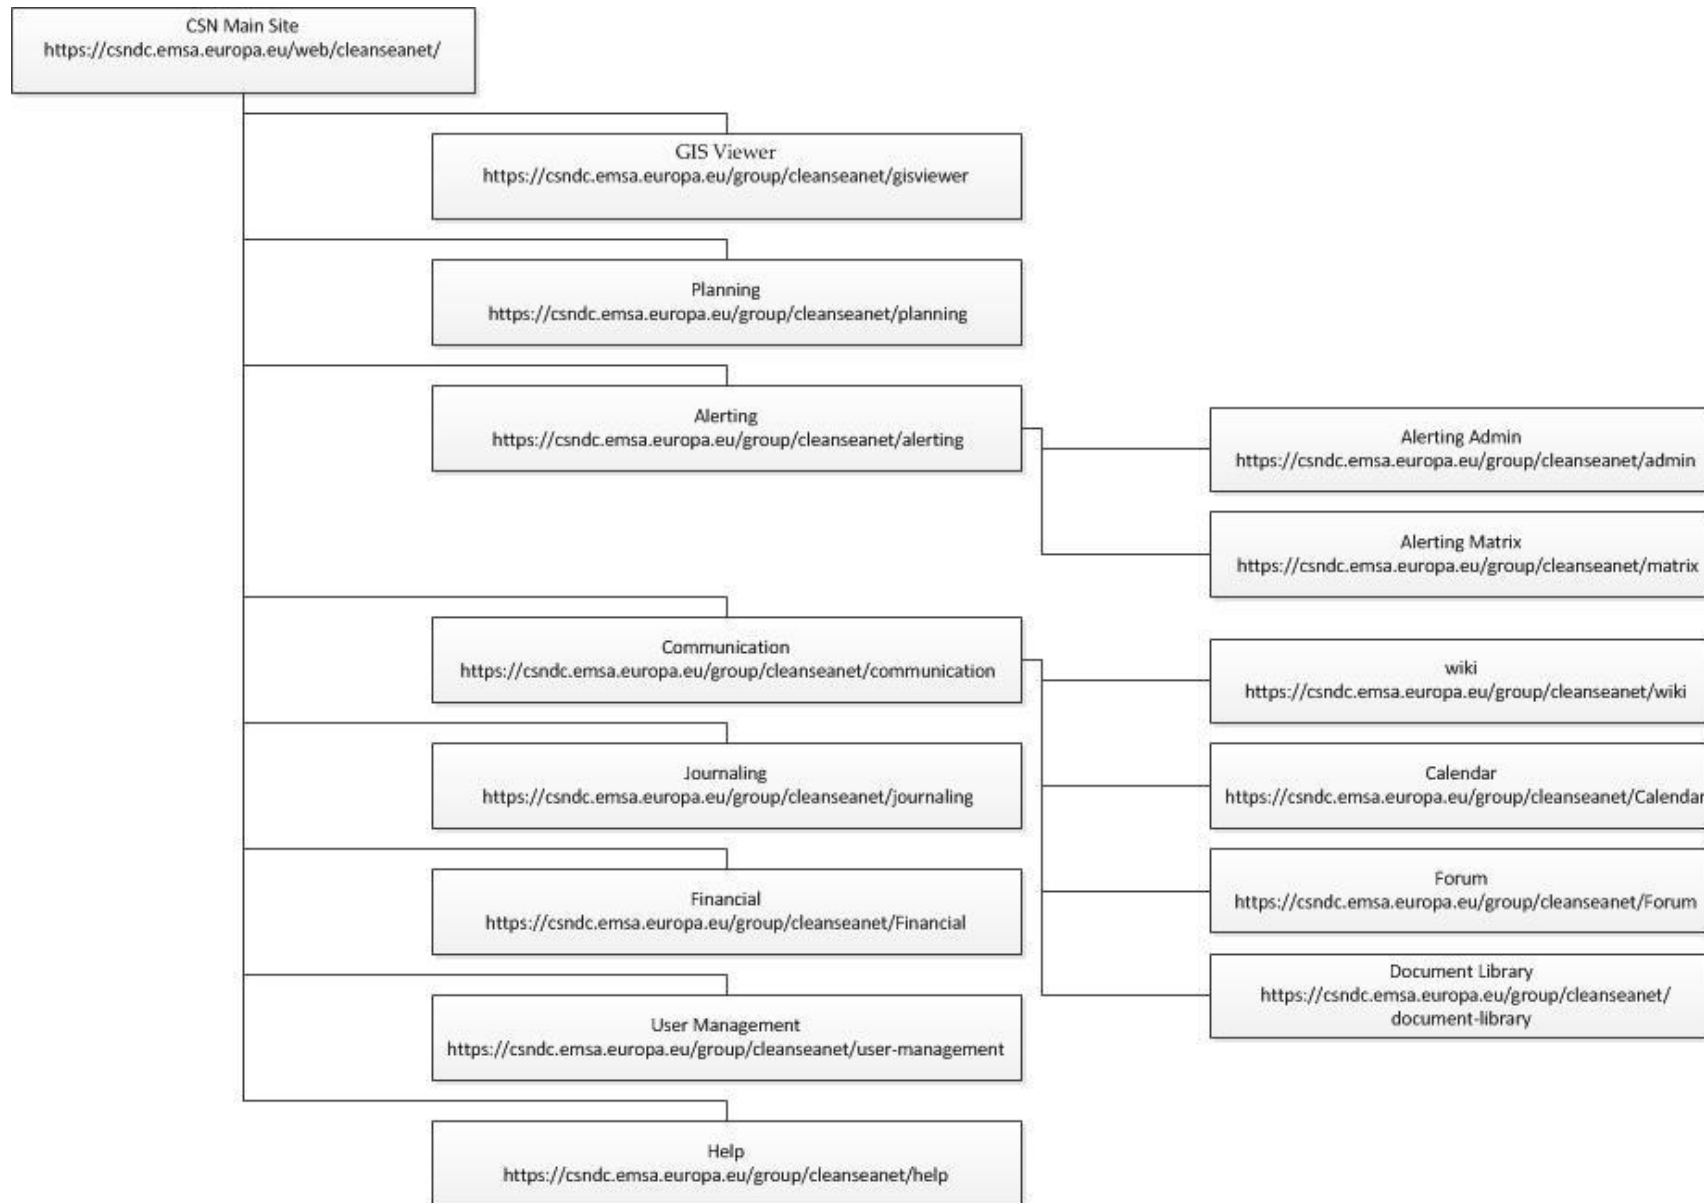 CSN Main Site
https://csndc.emsa.europa.eu/web/cleanseanet/
GIS Viewer
https://csndc.emsa.europa.eu/group/cleanseanet/gisviewer
Planning
https://csndc.emsa.europa.eu/group/cleanseanet/planning
Alerting
https://csndc.emsa.europa.eu/group/cleanseanet/alerting
Alerting Admin
https://csndc.emsa.europa.eu/group/cleanseanet/admin
Alerting Matrix
https://csndc.emsa.europa.eu/group/cleanseanet/matrix
Communication
https://csndc.emsa.europa.eu/group/cleanseanet/communication
wiki
https://csndc.emsa.europa.eu/group/cleanseanet/wiki
Calendar
https://csndc.emsa.europa.eu/group/cleanseanet/Calendar
Forum
https://csndc.emsa.europa.eu/group/cleanseanet/Forum
Document Library
https://csndc.emsa.europa.eu/group/cleanseanet/
document-library
Journaling
https://csndc.emsa.europa.eu/group/cleanseanet/journaling
Financial
https://csndc.emsa.europa.eu/group/cleanseanet/Financial
User Management
https://csndc.emsa.europa.eu/group/cleanseanet/user-management
Help
https://csndc.emsa.europa.eu/group/cleanseanet/help